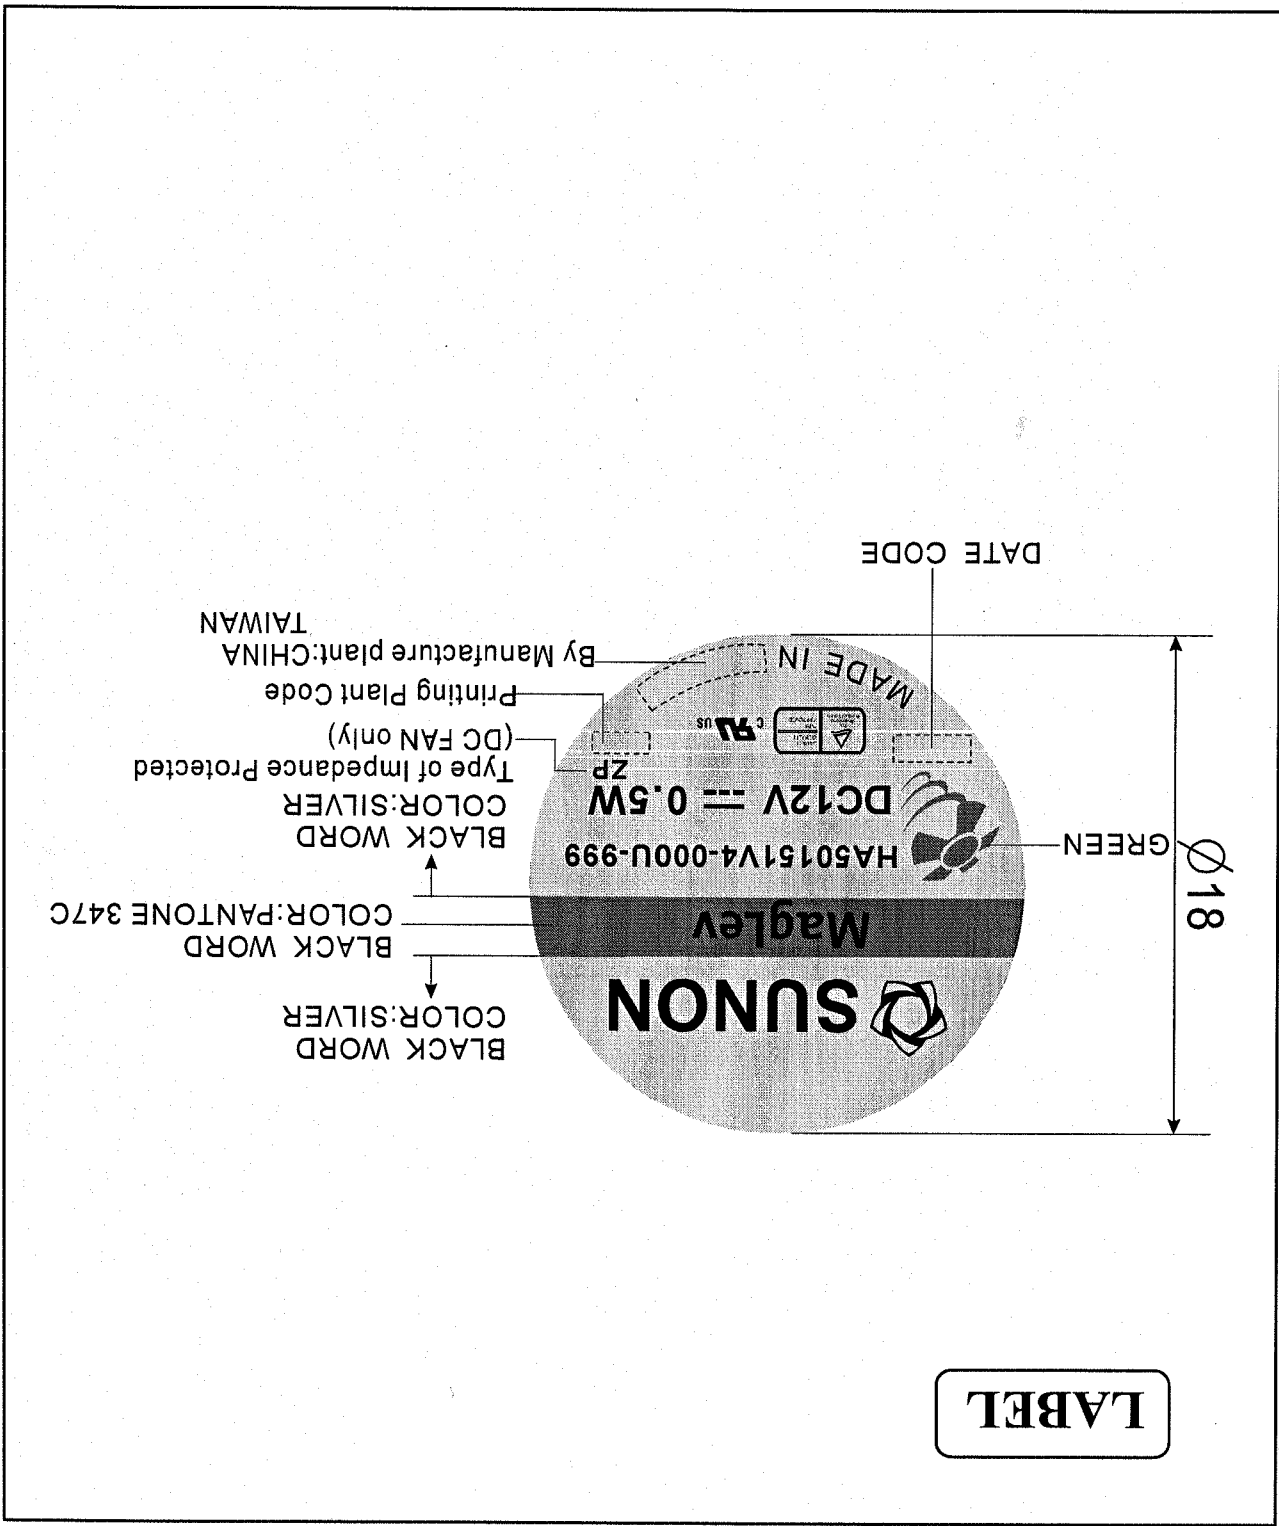 LABEL
BLACK WORD
COLOR:SILVER
BLACK WORD
COLOR:PANTONE 347C
BLACK WORD
COLOR:SILVER
Type of Impedance Protected
(DC FAN only)
Printing Plant Code
By Manufacture plant:CHINA
TAIWAN
SUNON
MagLev
HA50151V4-000U-999
DC12V 0.5W
ZP
C US
MADE IN
Ø18
GREEN
DATE CODE